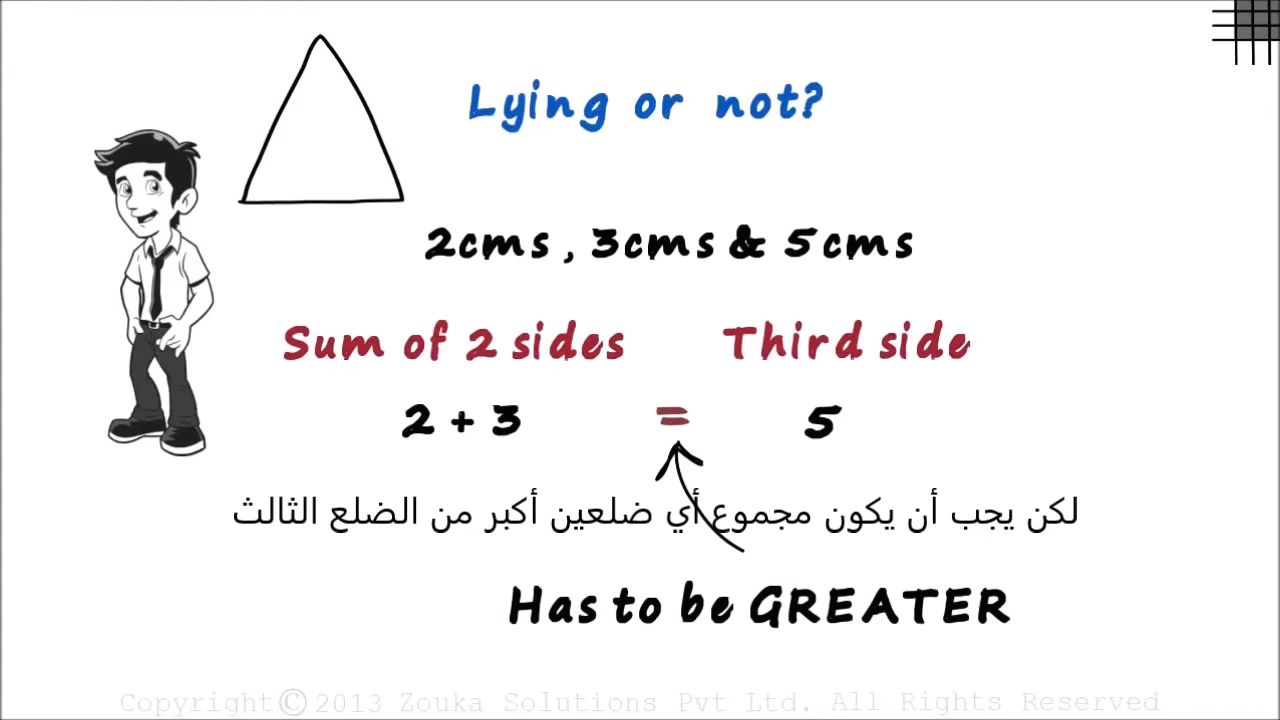 Lying or not?
2cms , 3cms & 5cms
Sum of 2 sides Third side
2 + 3 = 5
لكن يجب أن يكون مجموع أي ضلعين أكبر من الضلع الثالث
Has to be GREATER
Copyright© 2013 Zouka Solutions Pvt Ltd. All Rights Reserved